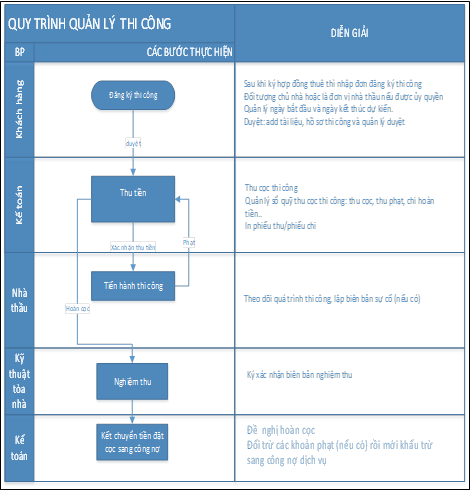 QUY TRÌNH QUẢN LÝ THI CÔNG
DIỄN GIẢI
BP
CÁC BƯỚC THỰC HIỆN
Khách hàng
Đăng ký thi công
duyệt
Sau khi ký hợp đồng thuê thì nhập đơn đăng ký thi công
Đối tượng chủ nhà hoặc là đơn vị nhà thầu nếu được ủy quyền
Quản lý ngày bắt đầu và ngày kết thúc dự kiến.
Duyệt: add tài liệu, hồ sơ thi công và quản lý duyệt
Kế toán
Thu tiền
Xác nhận thu tiền
Phạt
Thu cọc thi công
Quản lý sổ quỹ thu cọc thi công: thu cọc, thu phạt, chi hoàn
tiền..
In phiếu thu/phiếu chi
Nhà
thầu
Tiến hành thi công
Hoàn cọc
Theo dõi quá trình thi công, lập biên bản sự cố (nếu có)
Kỹ
thuật
tòa
nhà
Nghiệm thu
Ký xác nhận biên bản nghiệm thu
Kế
toán
Kết chuyển tiền đặt
cọc sang công nợ
Đề nghị hoàn cọc
Đối trừ các khoản phạt (nếu có) rồi mới khấu trừ
sang công nợ dịch vụ